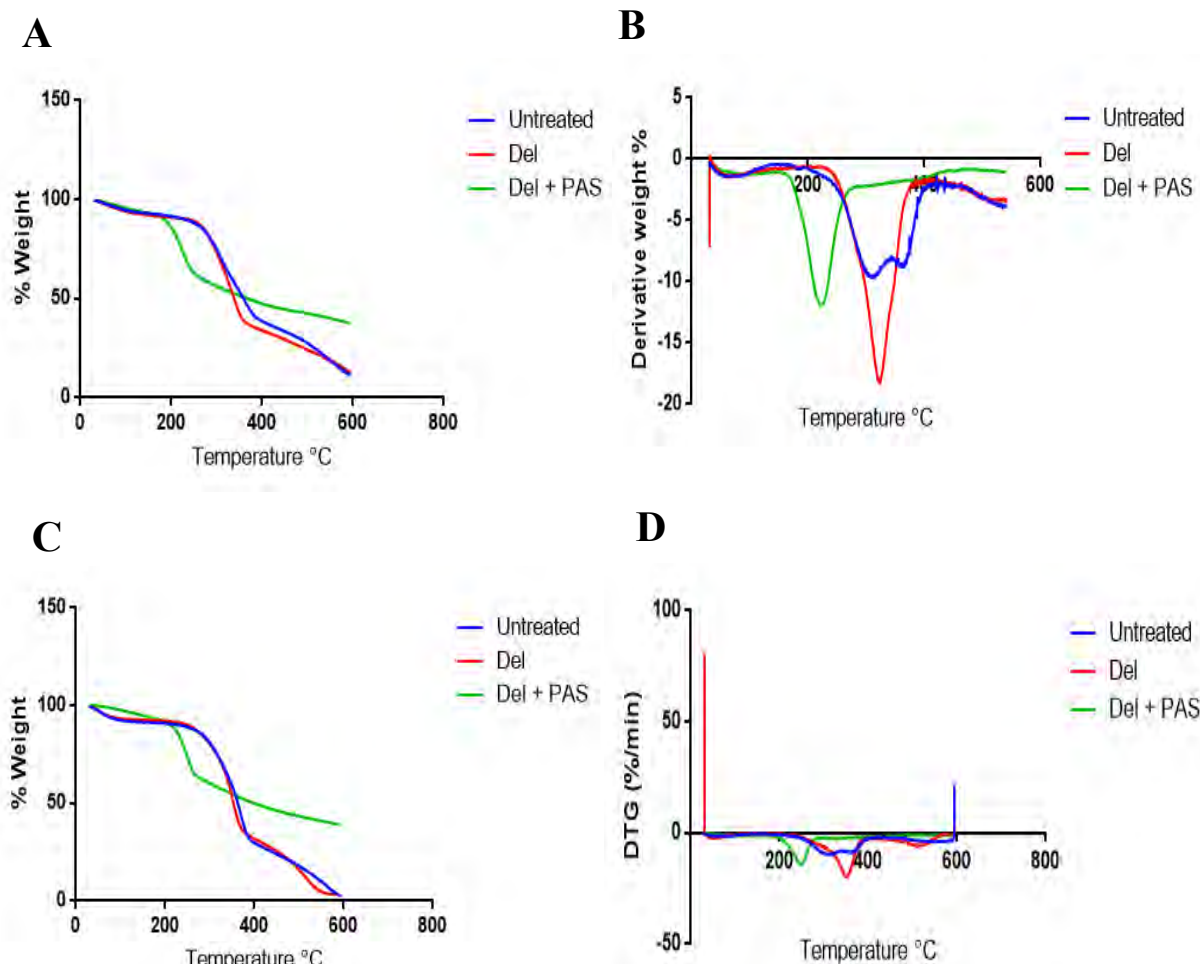 A
150
100
50
0
% Weight
0 200 400 600 800
Temperature °C
Untreated
Del
Del + PAS
B
5
0
-5
-10
-15
-20
Derivative weight %
200 600
Temperature °C
Untreated
Del
Del + PAS
C
150
100
50
0
% Weight
0 200 400 600 800
Temperature °C
Untreated
Del
Del + PAS
D
100
50
0
-50
DTG (%/min)
200 400 600 800
Temperature °C
Untreated
Del
Del + PAS